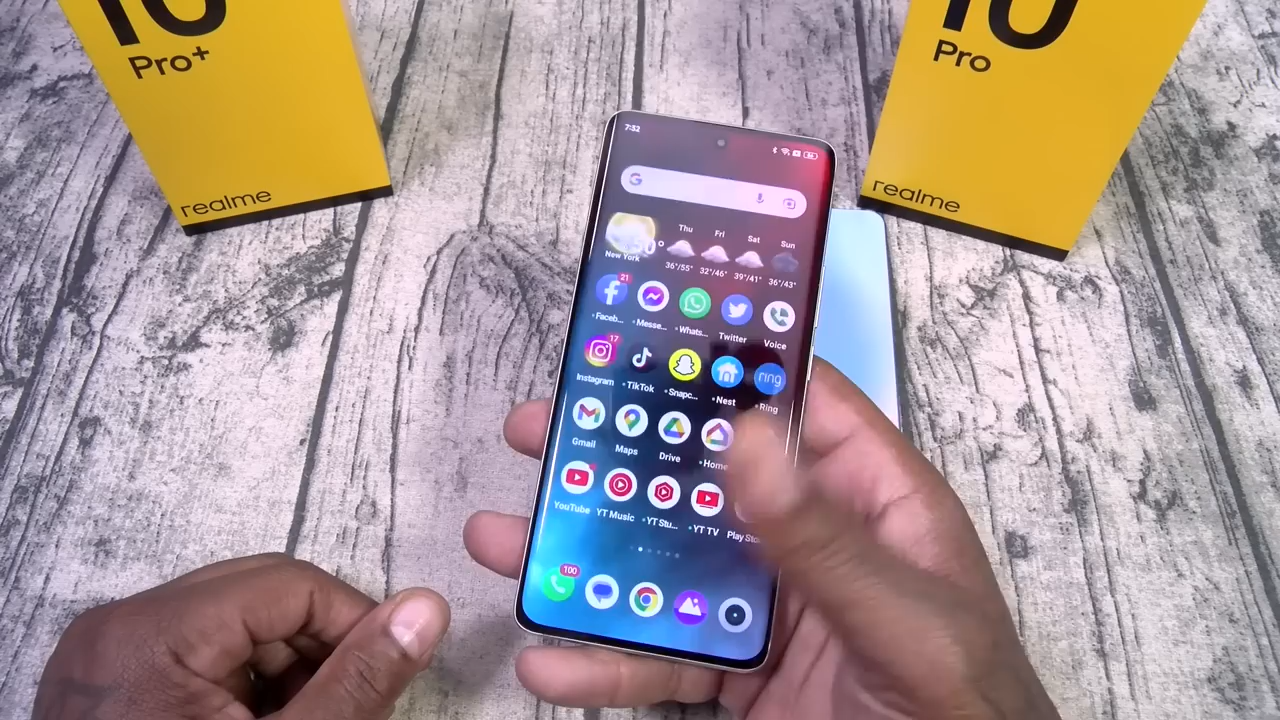 10
Pro+
realme
10
Pro
realme
7:32
Thu Fri Sat Sun
New York
36°/55° 32°/46° 39°/41° 36°/43°
21
Faceb... Messe... Whats... Twitter Voice
17
ring
Instagram TikTok Snapc... Nest Ring
Gmail Maps Drive Home
YouTube YT Music YT Stu... YT TV Play Sto
100